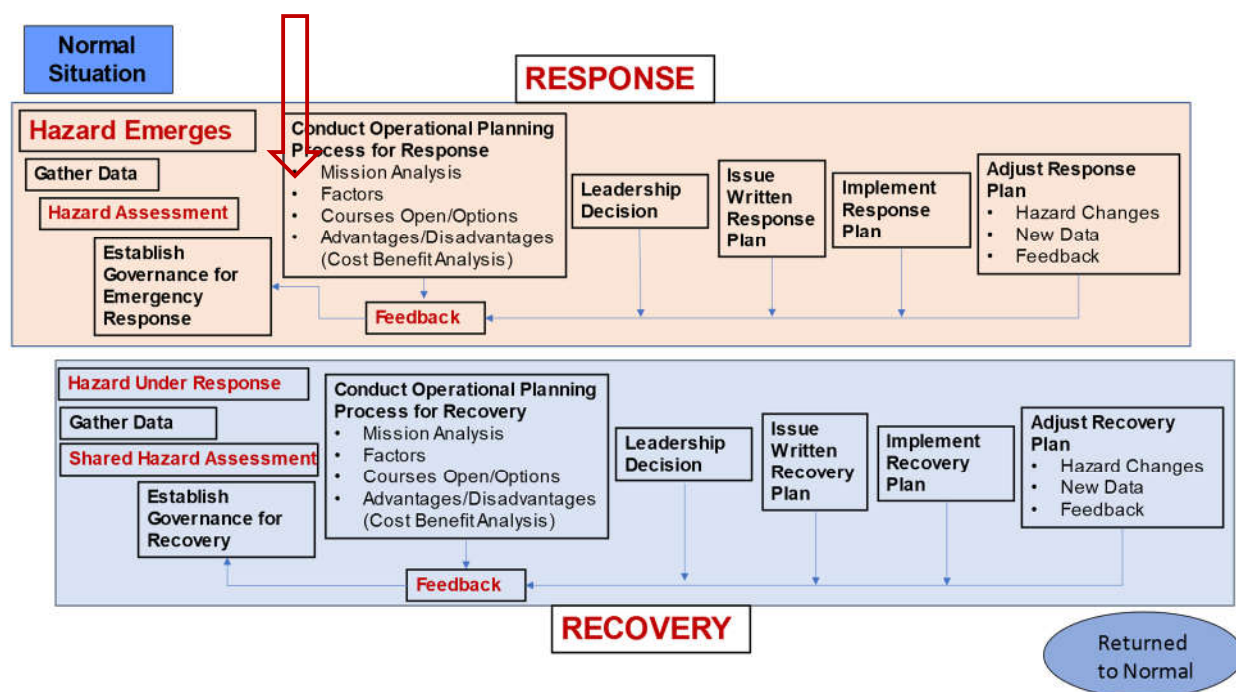 Normal
Situation
RESPONSE
Hazard Emerges
Gather Data
Hazard Assessment
Establish
Governance for
Emergency
Response
Conduct Operational Planning
Process for Response
• Mission Analysis
• Factors
• Courses Open/Options
• Advantages/Disadvantages
(Cost Benefit Analysis)
Feedback
Leadership
Decision
Issue
Written
Response
Plan
Implement
Response
Plan
Adjust Response
Plan
• Hazard Changes
• New Data
• Feedback
Hazard Under Response
Gather Data
Shared Hazard Assessment
Establish
Governance for
Recovery
Conduct Operational Planning
Process for Recovery
• Mission Analysis
• Factors
• Courses Open/Options
• Advantages/Disadvantages
(Cost Benefit Analysis)
Feedback
Leadership
Decision
Issue
Written
Recovery
Plan
Implement
Recovery
Plan
Adjust Recovery
Plan
• Hazard Changes
• New Data
• Feedback
RECOVERY
Returned
to Normal